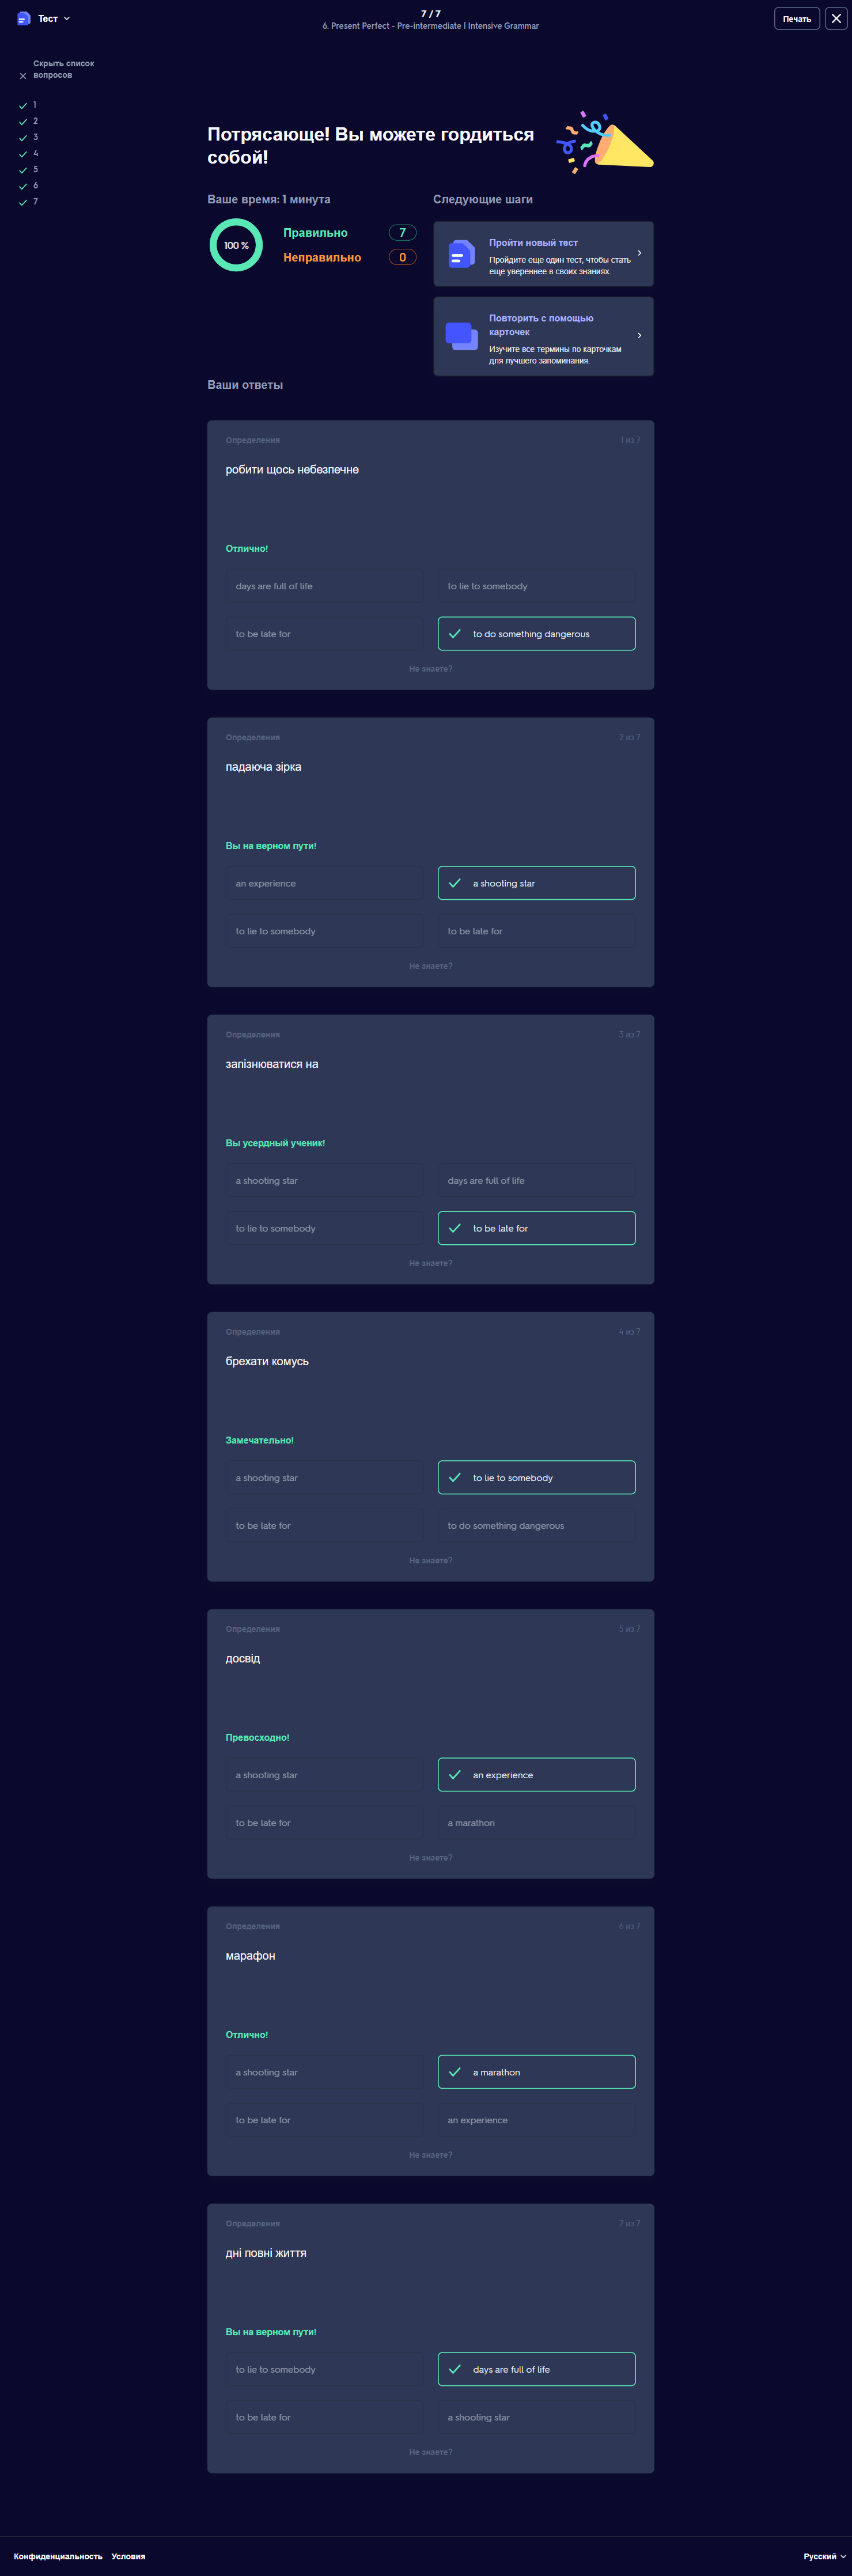 Тест
7 / 7
6. Present Perfect - Pre-intermediate | Intensive Grammar
Печать
Скрыть список
вопросов
1
2
3
4
5
6
7
Потрясающе! Вы можете гордиться
собой!
Ваше время: 1 минута
100 %
Правильно 7
Неправильно 0
Следующие шаги
Пройти новый тест
Пройдите еще один тест, чтобы стать
еще увереннее в своих знаниях.
Повторить с помощью
карточек
Изучите все термины по карточкам
для лучшего запоминания.
Ваши ответы
Определения 1 из 7
робити щось небезпечне
Отлично!
days are full of life
to lie to somebody
to be late for
to do something dangerous
Не знаете?
Определения 2 из 7
падаюча зірка
Вы на верном пути!
an experience
a shooting star
to lie to somebody
to be late for
Не знаете?
Определения 3 из 7
запізнюватися на
Вы усердный ученик!
a shooting star
days are full of life
to lie to somebody
to be late for
Не знаете?
Определения 4 из 7
брехати комусь
Замечательно!
a shooting star
to lie to somebody
to be late for
to do something dangerous
Не знаете?
Определения 5 из 7
досвід
Превосходно!
a shooting star
an experience
to be late for
a marathon
Не знаете?
Определения 6 из 7
марафон
Отлично!
a shooting star
a marathon
to be late for
an experience
Не знаете?
Определения 7 из 7
дні повні життя
Вы на верном пути!
to lie to somebody
days are full of life
to be late for
a shooting star
Не знаете?
Конфиденциальность Условия
Русский